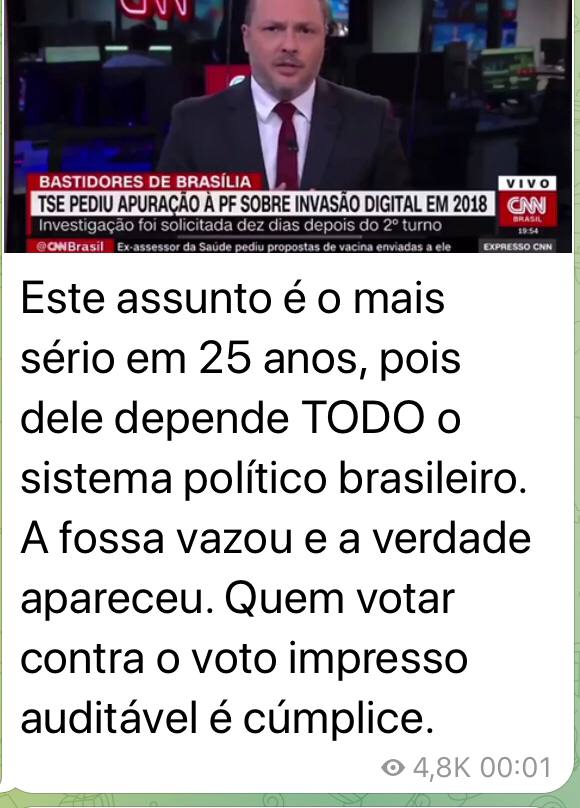 CNN
BASTIDORES DE BRASÍLIA
VIVO
TSE PEDIU APURAÇÃO À PF SOBRE INVASÃO DIGITAL EM 2018
CNN
BRASIL
Investigação foi solicitada dez dias depois do 2º turno
19:54
@CNNBrasil Ex-assessor da Saúde pediu propostas de vacina enviadas a ele
EXPRESSO CNN
Este assunto é o mais
sério em 25 anos, pois
dele depende TODO o
sistema político brasileiro.
A fossa vazou e a verdade
apareceu. Quem votar
contra o voto impresso
auditável é cúmplice.
4,8K 00:01